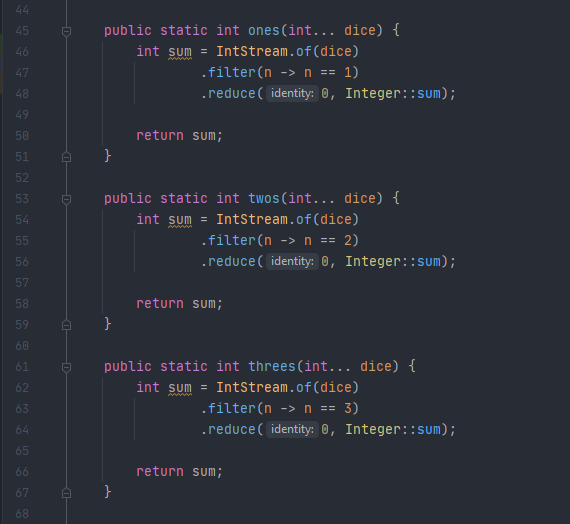 44
45 public static int ones(int... dice) {
46 int sum = IntStream.of(dice)
47 .filter(n -> n == 1)
48 .reduce( identity: 0, Integer::sum);
49
50 return sum;
51 }
52
53 public static int twos(int... dice) {
54 int sum = IntStream.of(dice)
55 .filter(n -> n == 2)
56 .reduce( identity: 0, Integer::sum);
57
58 return sum;
59 }
60
61 public static int threes(int... dice) {
62 int sum = IntStream.of(dice)
63 .filter(n -> n == 3)
64 .reduce( identity: 0, Integer::sum);
65
66 return sum;
67 }
68